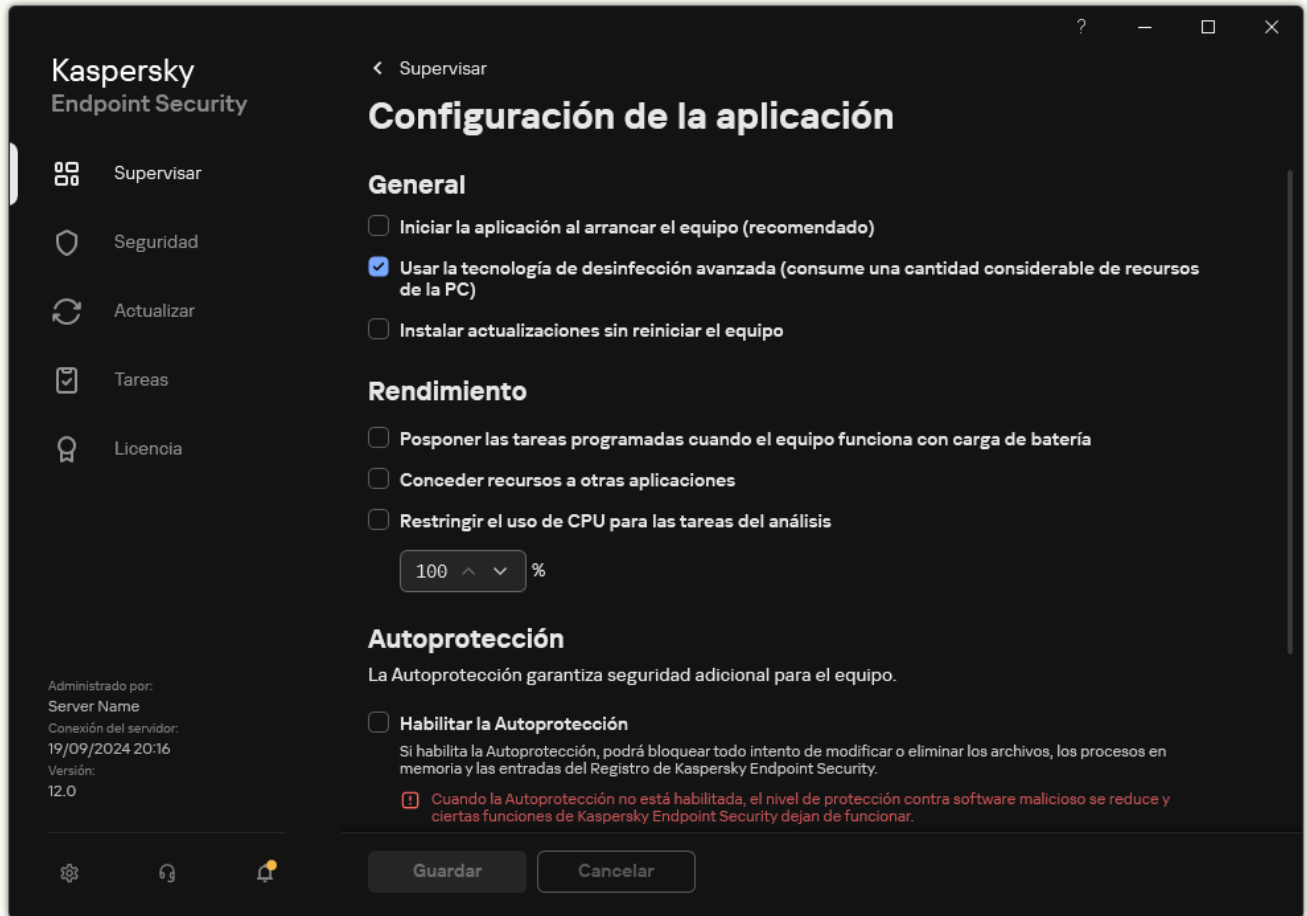 ?
Kaspersky
Endpoint Security
Supervisar
Seguridad
Actualizar
Tareas
Licencia
Administrado por:
Server Name
Conexión del servidor:
19/09/2024 20:16
Versión:
12.0
Supervisar
Configuración de la aplicación
General
Iniciar la aplicación al arrancar el equipo (recomendado)
Usar la tecnología de desinfección avanzada (consume una cantidad considerable de recursos
de la PC)
Instalar actualizaciones sin reiniciar el equipo
Rendimiento
Posponer las tareas programadas cuando el equipo funciona con carga de batería
Conceder recursos a otras aplicaciones
Restringir el uso de CPU para las tareas del análisis
100 %
Autoprotección
La Autoprotección garantiza seguridad adicional para el equipo.
Habilitar la Autoprotección
Si habilita la Autoprotección, podrá bloquear todo intento de modificar o eliminar los archivos, los procesos en
memoria y las entradas del Registro de Kaspersky Endpoint Security.
Cuando la Autoprotección no está habilitada, el nivel de protección contra software malicioso se reduce y
ciertas funciones de Kaspersky Endpoint Security dejan de funcionar.
Guardar
Cancelar